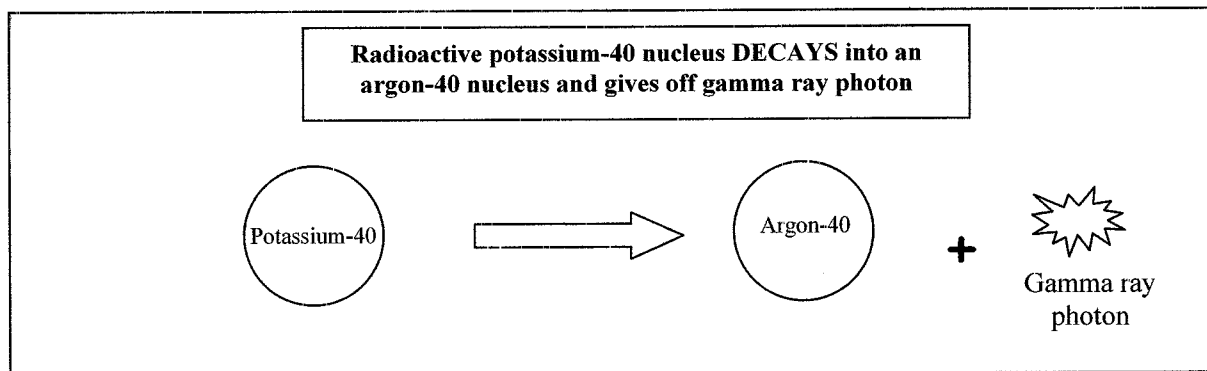 Radioactive potassium-40 nucleus DECAYS into an
argon-40 nucleus and gives off gamma ray photon
Potassium-40
Argon-40
+
Gamma ray
photon